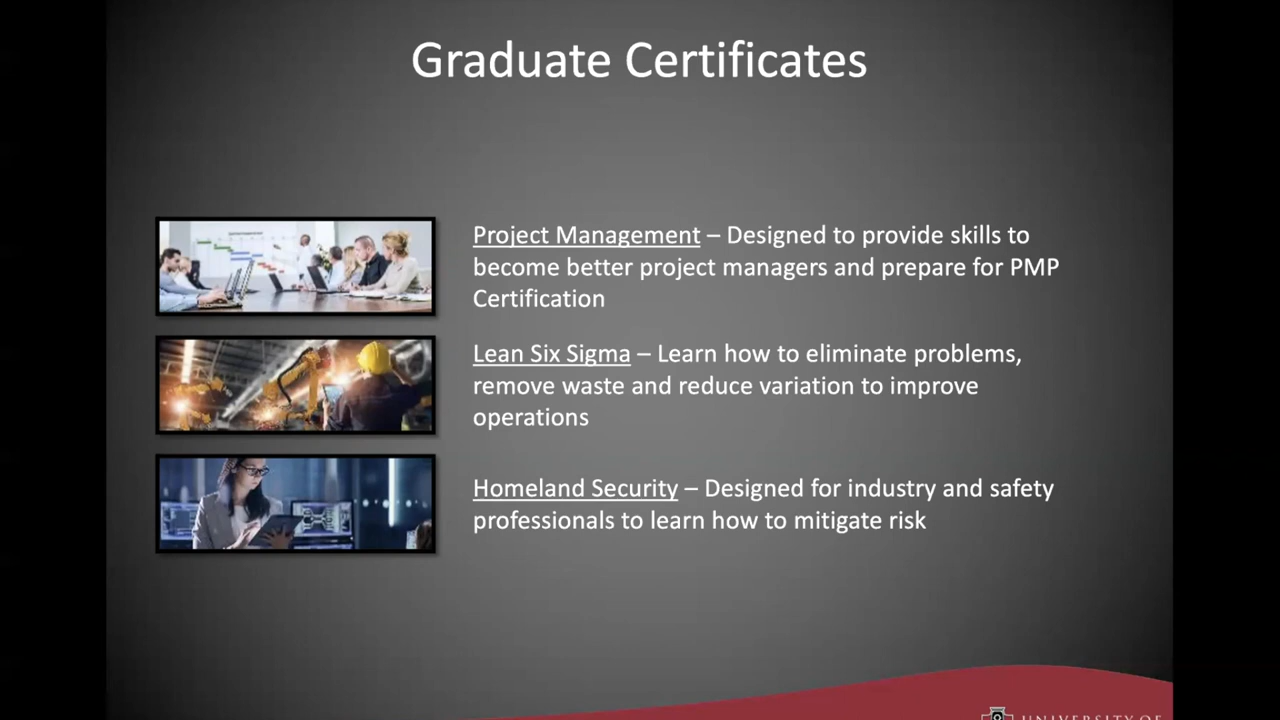 Graduate Certificates
Project Management – Designed to provide skills to
become better project managers and prepare for PMP
Certification
Lean Six Sigma – Learn how to eliminate problems,
remove waste and reduce variation to improve
operations
Homeland Security – Designed for industry and safety
professionals to learn how to mitigate risk
UNIVERSITY OF